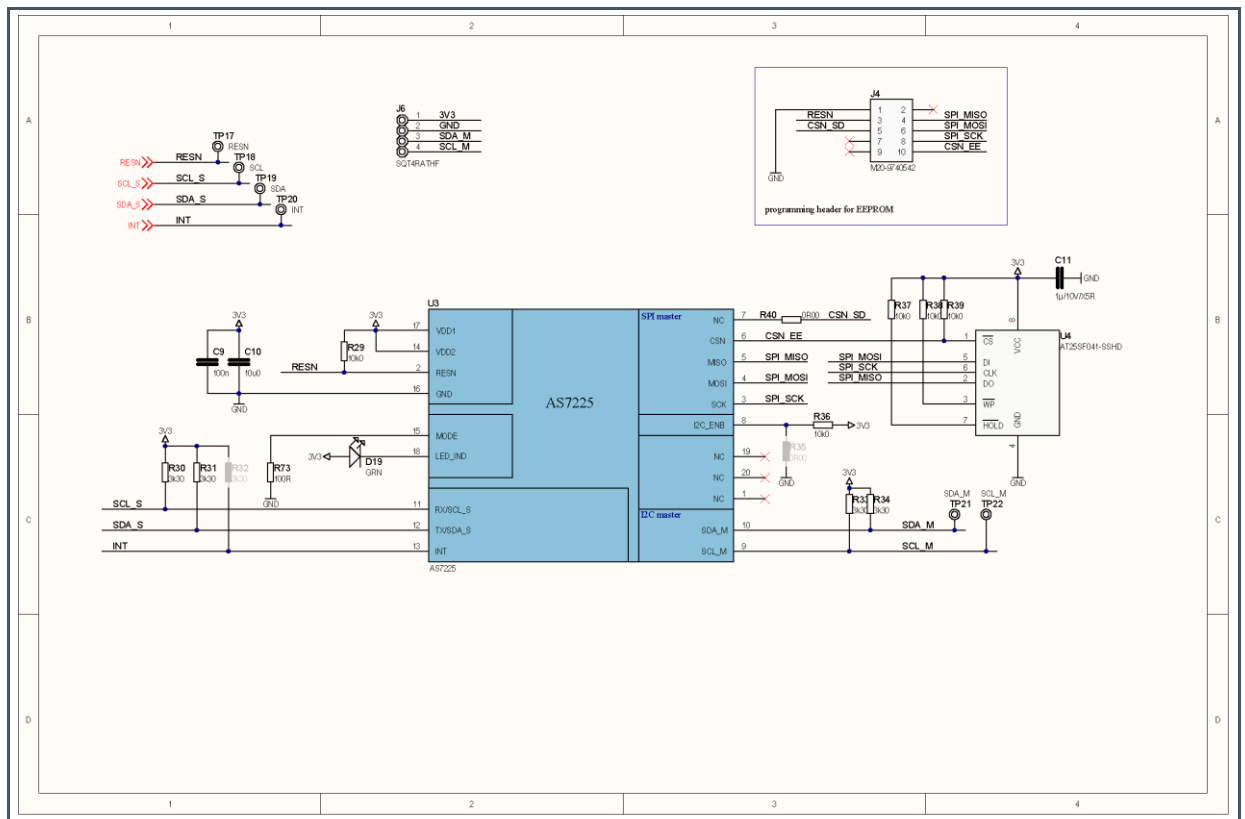 1 2 3 4
A A
B B
C C
D D
1 2 3 4
TP17
RESN
RESN RESN
TP18
SCL
SCL_S SCL_S
TP19
SDA
SDA_S SDA_S
TP20
INT
INT INT
J6
1 3V3
2 GND
3 SDA_M
4 SCL_M
SQT4RATHF
J4
1 2
RESN 3 4 SPI_MISO
CSN_SD 5 6 SPI_MOSI
7 8 SPI_SCK
9 10 CSN_EE
M20-9740542
GND
programming header for EEPROM
U3
AS7225
AS7225
17 VDD1
14 VDD2
RESN 2 RESN
16 GND
3V3
R29
10k0
3V3
C9
100n
C10
10u0
GND
15 MODE
18 LED_IND
3V3
D19
GRN
R73
100R
GND
3V3
R30
3k30
R31
3k30
R32
3k30
SCL_S 11 RX/SCL_S
SDA_S 12 TX/SDA_S
INT 13 INT
SPI master
NC 7 R40 0R00 CSN_SD
CSN 6 CSN_EE
MISO 5 SPI_MISO
MOSI 4 SPI_MOSI
SCK 3 SPI_SCK
I2C_ENB 8
R36
10k0
3V3
R35
0R00
GND
NC 19
NC 20
NC 1
I2C master
SDA_M 10 SDA_M
SCL_M 9 SCL_M
3V3
R33
3k30
R34
3k30
SDA_M
TP21
SCL_M
TP22
3V3
C11
1µ/10V/X5R
GND
R37
10k0
R38
10k0
R39
10k0
U4
AT25SF041-SSHD
8 VCC
1 CS
SPI_MOSI 5 DI
SPI_SCK 6 CLK
SPI_MISO 2 DO
3 WP
7 HOLD
4 GND
GND